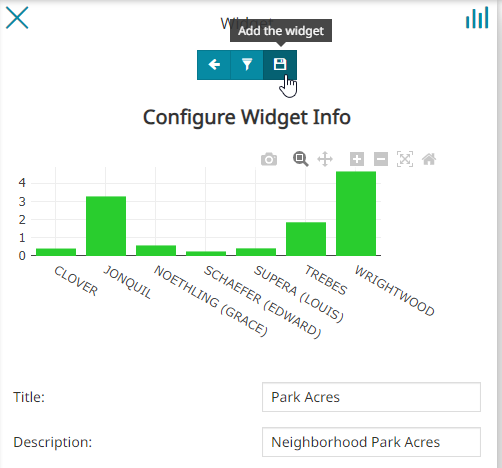 Widget
Add the widget
Configure Widget Info
4
3
2
1
0
CLOVER
JONQUIL
NOETHLING (GRACE)
SCHAEFER (EDWARD)
SUPERA (LOUIS)
TREBES
WRIGHTWOOD
Title:
Park Acres
Description:
Neighborhood Park Acres